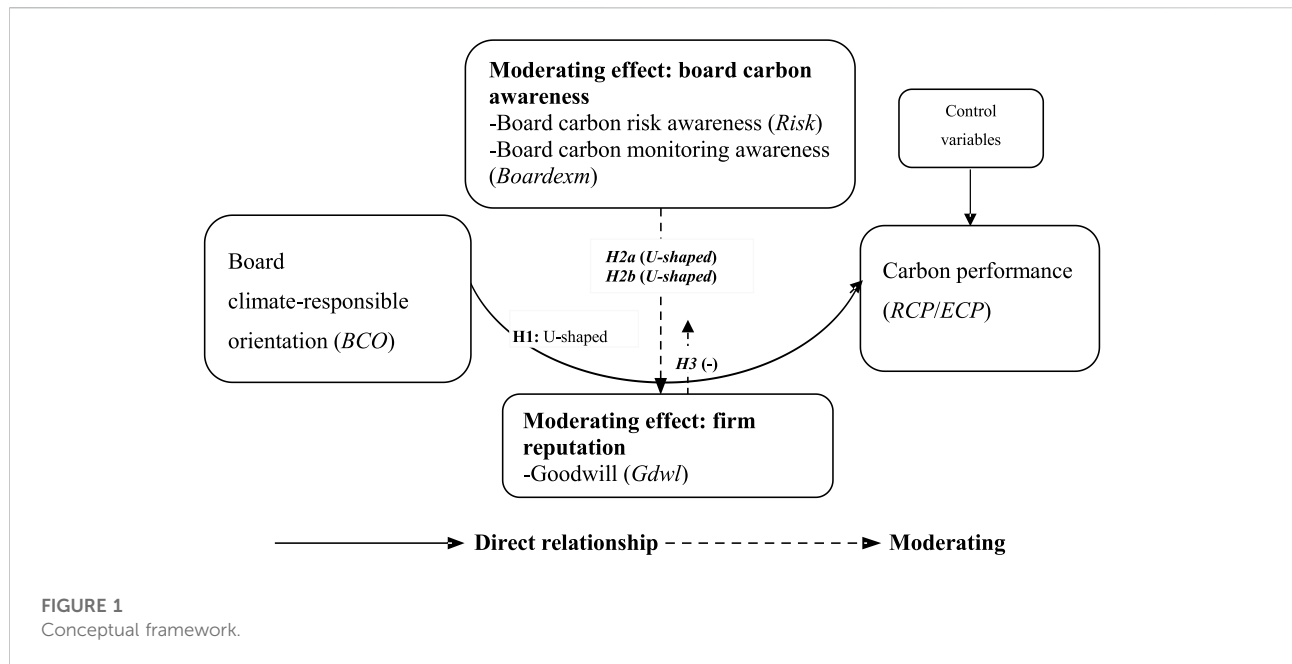 Moderating effect: board carbon
awareness
-Board carbon risk awareness (Risk)
-Board carbon monitoring awareness
(Boardexm)
Control
variables
Board
climate-responsible
orientation (BCO)
H2a (U-shaped)
H2b (U-shaped)
Carbon performance
(RCP/ECP)
H1: U-shaped
H3 (-)
Moderating effect: firm
reputation
-Goodwill (Gdwl)
Direct relationship
Moderating
FIGURE 1
Conceptual framework.